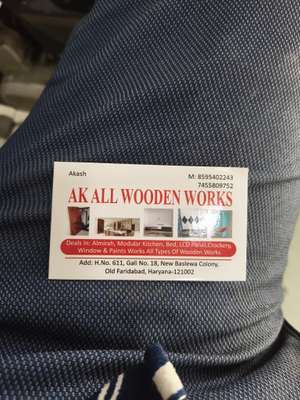 Akash
M: 8595402243
7455809752
AK ALL WOODEN WORKS
Deals In: Almirah, Modular Kitchen, Bed, LCD Panal, Crockery,
Window & Paints Works All Types Of Wooden Works
Add: H.No. 611, Gali No. 18, New Baslewa Colony,
Old Faridabad, Haryana-121002